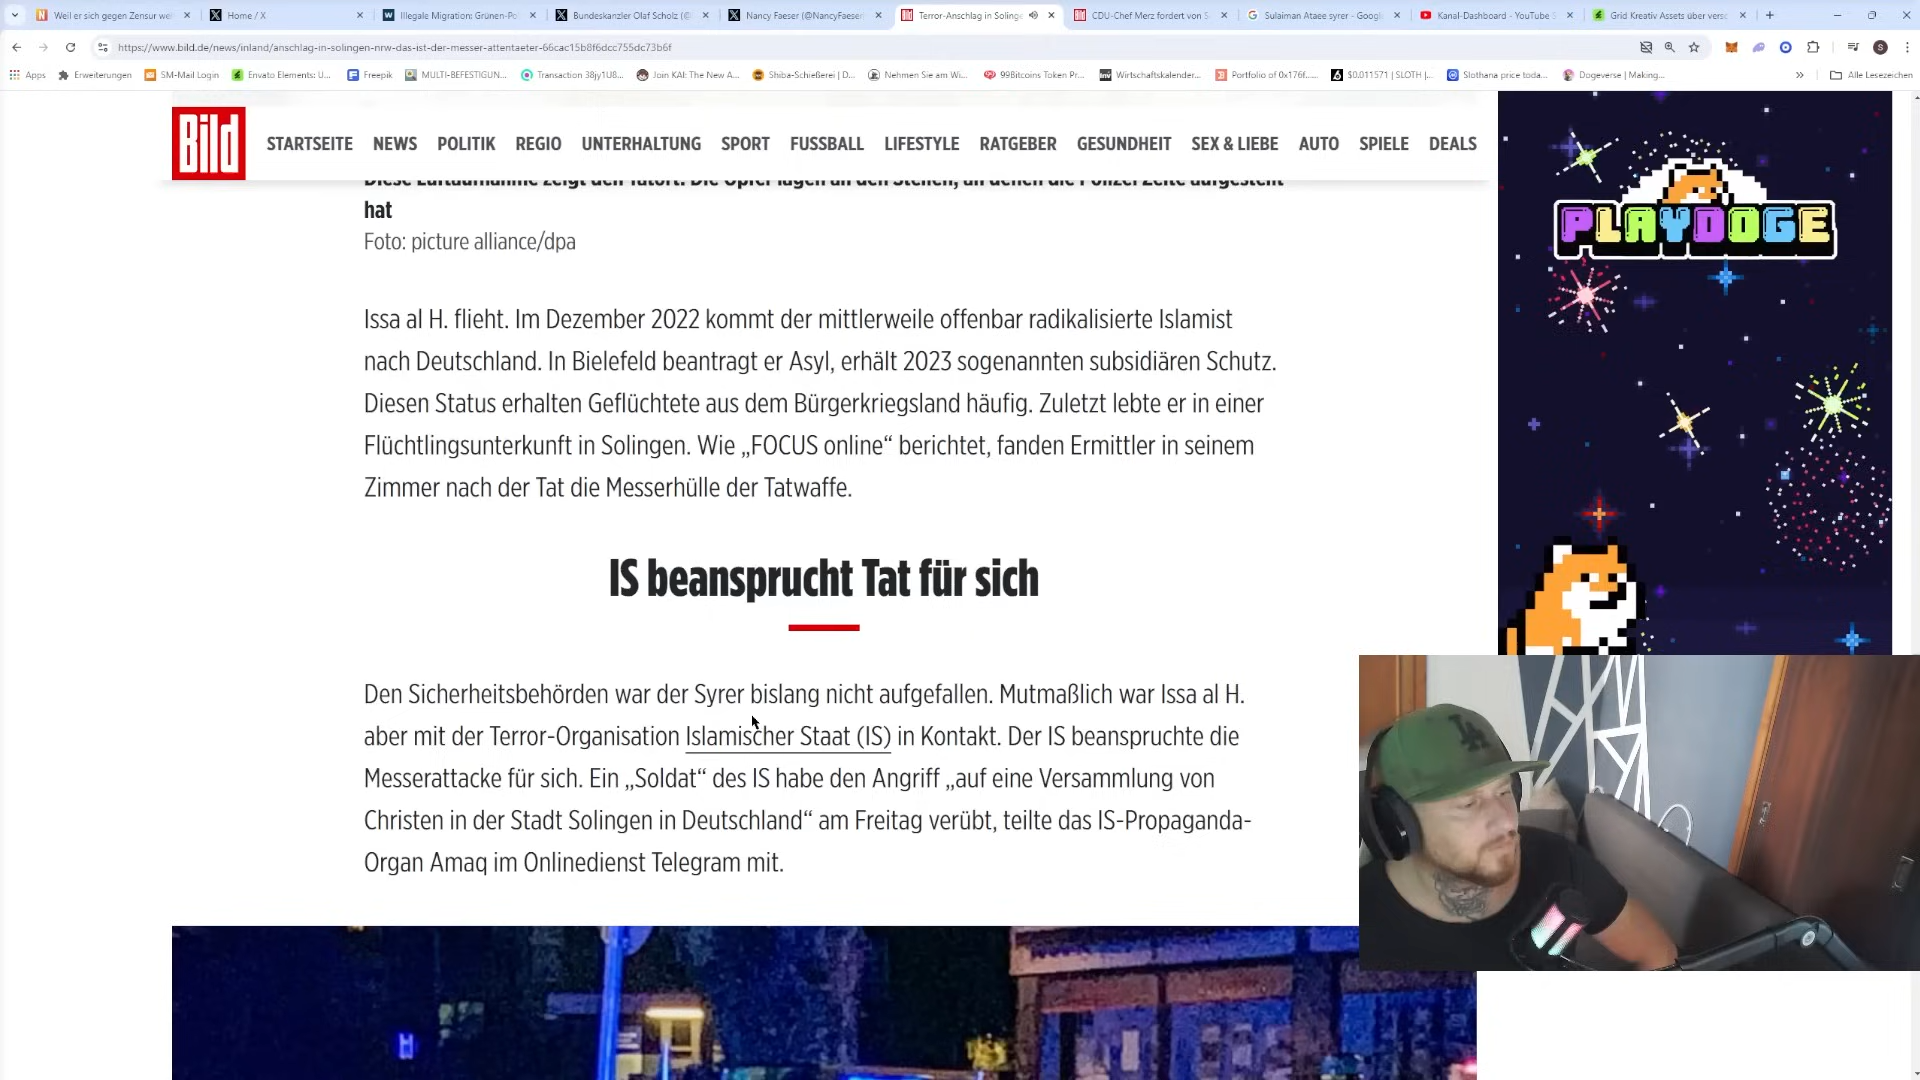 Weil er sich gegen Zensur we
Home / X
Illegale Migration: Grünen-Po
Bundeskanzler Olaf Scholz (@
Nancy Faeser (@NancyFaeser
Terror-Anschlag in Solinge
CDU-Chef Merz fordert von S
Sulaiman Ataee syrer - Googl
Kanal-Dashboard - YouTube S
Grid Kreativ Assets über versc
https://www.bild.de/news/inland/anschlag-in-solingen-nrw-das-ist-der-messer-attentaeter-66cac15b8f6dcc755dc73b6f
Apps
Erweiterungen
SM-Mail Login
Envato Elements: U...
Freepik
MULTI-BEFESTIGUN...
Transaction 38jy1U8...
Join KAI: The New A...
Shiba-Schießerei | D...
Nehmen Sie am Wi...
99Bitcoins Token Pr...
Wirtschaftskalender...
Portfolio of 0x176f...
$0.011571 | SLOTH |...
Slothana price toda...
Dogeverse | Making...
Alle Lesezeichen
Bild
STARTSEITE NEWS POLITIK REGIO UNTERHALTUNG SPORT FUSSBALL LIFESTYLE RATGEBER GESUNDHEIT SEX & LIEBE AUTO SPIELE DEALS
Diese Luftaufnahme zeigt den Tatort. Die Opfer lagen an den Stellen, an denen die Polizei Zelte aufgestellt
hat
Foto: picture alliance/dpa
Issa al H. flieht. Im Dezember 2022 kommt der mittlerweile offenbar radikalisierte Islamist
nach Deutschland. In Bielefeld beantragt er Asyl, erhält 2023 sogenannten subsidiären Schutz.
Diesen Status erhalten Geflüchtete aus dem Bürgerkriegsland häufig. Zuletzt lebte er in einer
Flüchtlingsunterkunft in Solingen. Wie „FOCUS online“ berichtet, fanden Ermittler in seinem
Zimmer nach der Tat die Messerhülle der Tatwaffe.
IS beansprucht Tat für sich
Den Sicherheitsbehörden war der Syrer bislang nicht aufgefallen. Mutmaßlich war Issa al H.
aber mit der Terror-Organisation Islamischer Staat (IS) in Kontakt. Der IS beanspruchte die
Messerattacke für sich. Ein „Soldat“ des IS habe den Angriff „auf eine Versammlung von
Christen in der Stadt Solingen in Deutschland“ am Freitag verübt, teilte das IS-Propaganda-
Organ Amaq im Onlinedienst Telegram mit.
PLAYDOGE
LA